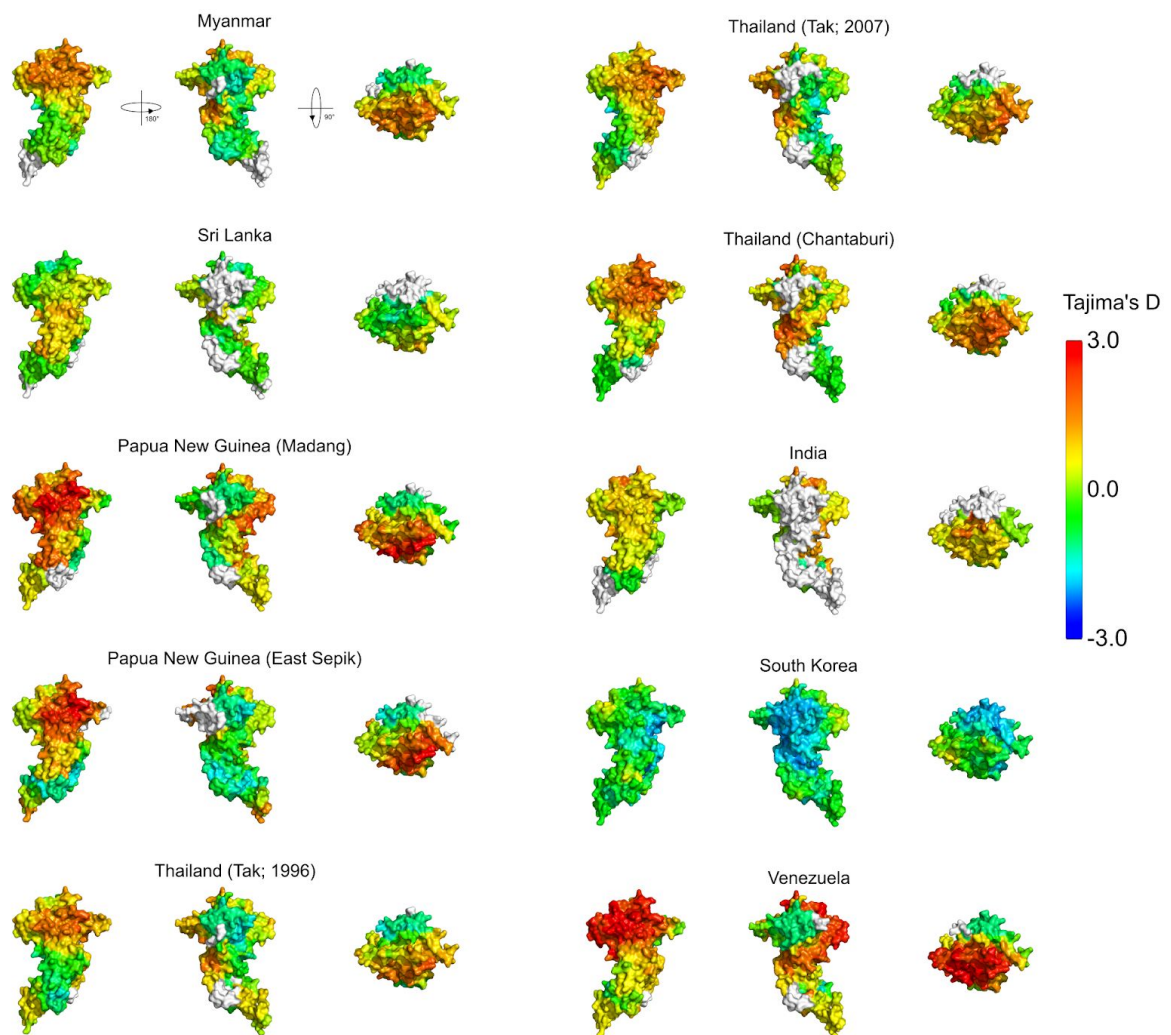 Myanmar
180°
90°
Thailand (Tak; 2007)
Sri Lanka
Thailand (Chantaburi)
Tajima's D
3.0
0.0
-3.0
Papua New Guinea (Madang)
India
Papua New Guinea (East Sepik)
South Korea
Thailand (Tak; 1996)
Venezuela